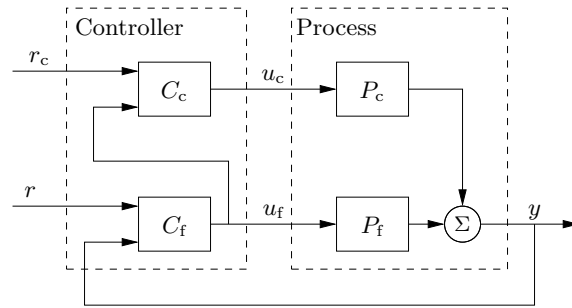 Controller
Process
r_c
C_c
u_c
P_c
r
C_f
u_f
P_f
Σ
y